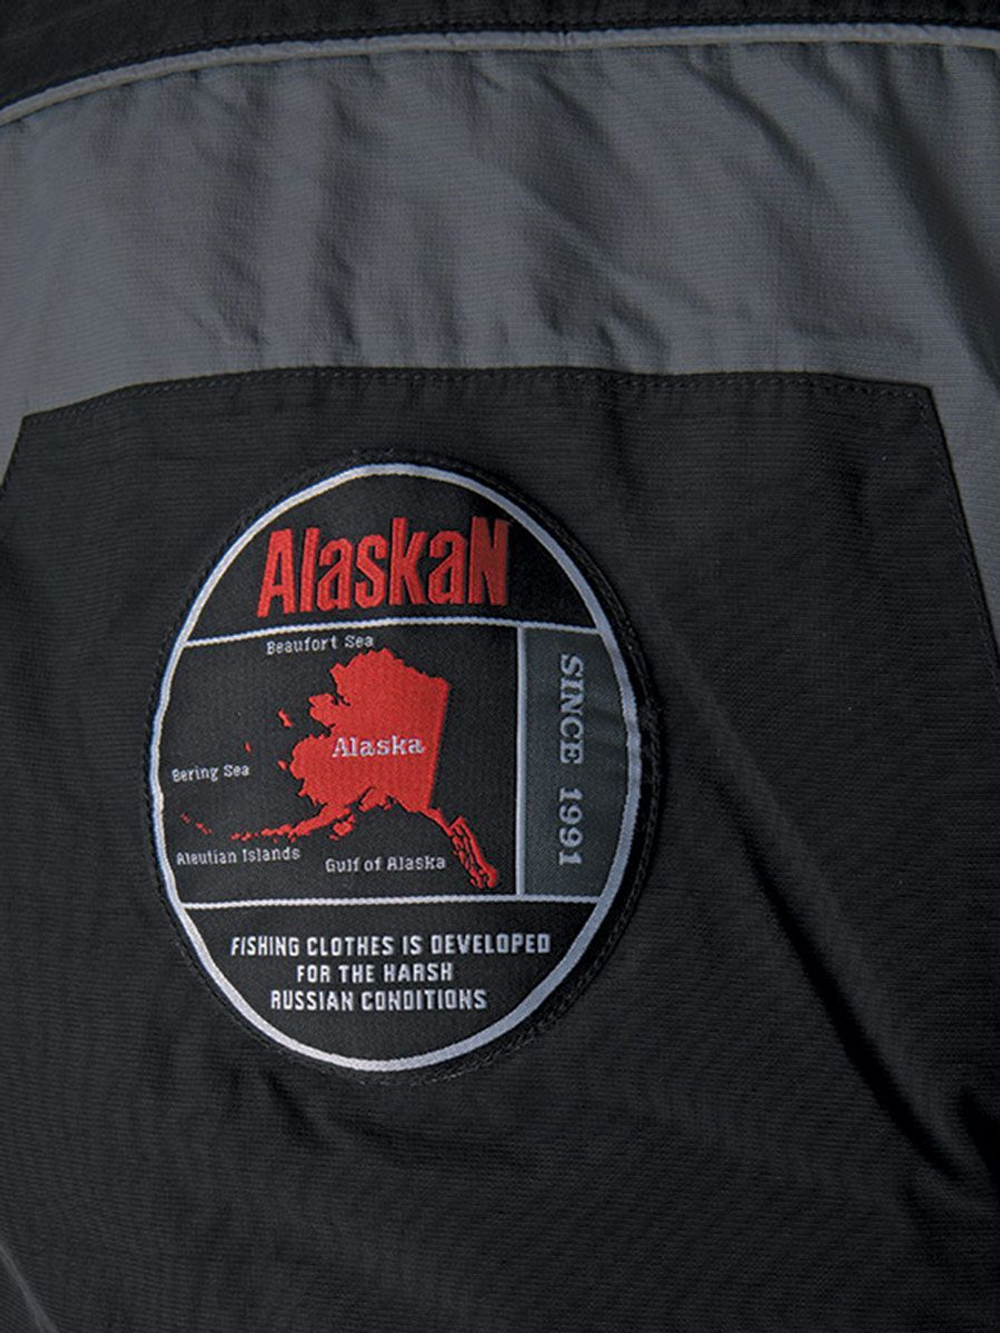 AlaskaN
Beaufort Sea
Alaska
Bering Sea
Aleutian Islands
Gulf of Alaska
SINCE 1991
FISHING CLOTHES IS DEVELOPED
FOR THE HARSH
RUSSIAN CONDITIONS